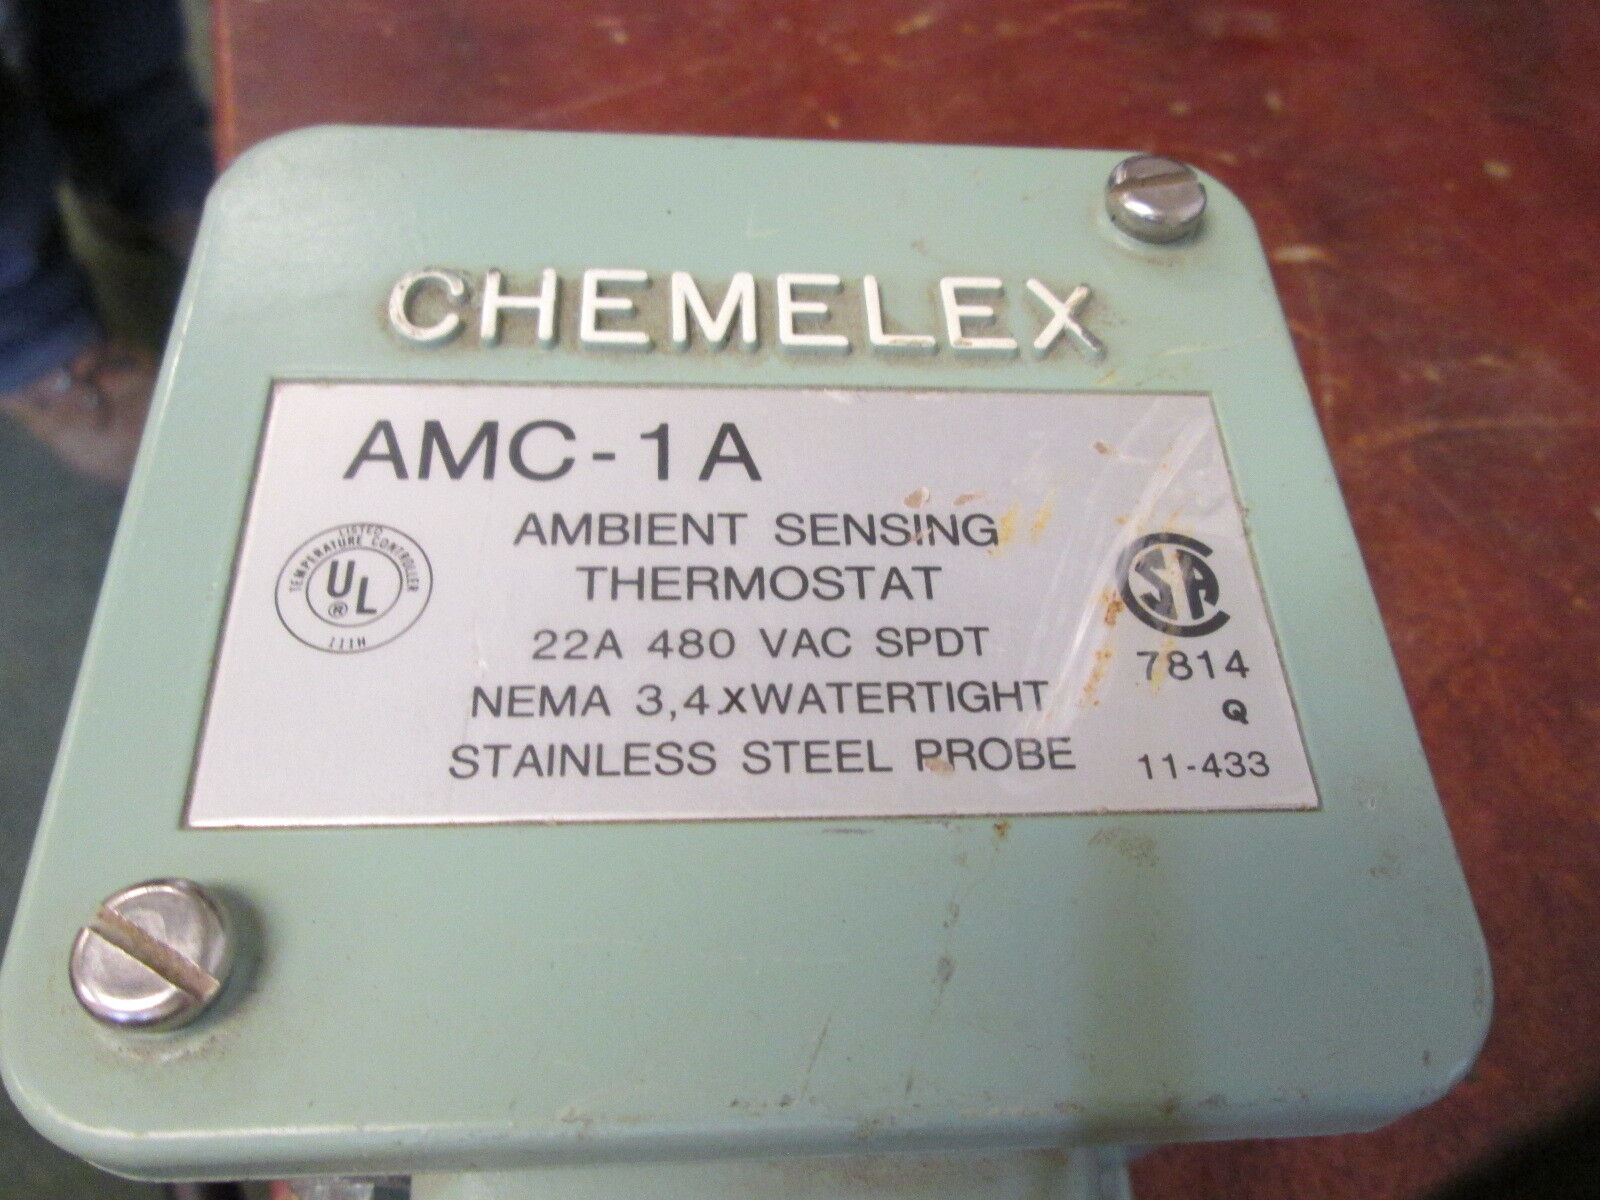 CHEMELEX
AMC-1A
AMBIENT SENSING
THERMOSTAT
22A 480 VAC SPDT
NEMA 3,4XWATERTIGHT
STAINLESS STEEL PROBE
LISTED
TEMPERATURE CONTROLLER
UL
®
SA
7814
Q
11-433